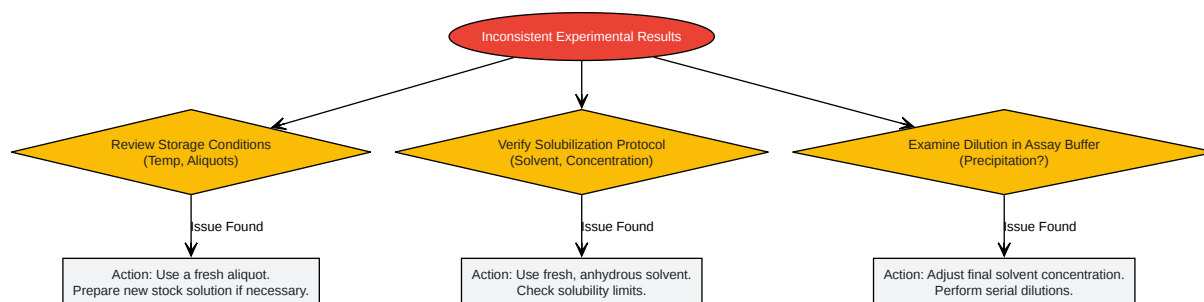 Inconsistent Experimental Results
Review Storage Conditions
(Temp, Aliquots)
Verify Solubilization Protocol
(Solvent, Concentration)
Examine Dilution in Assay Buffer
(Precipitation?)
Issue Found
Issue Found
Issue Found
Action: Use a fresh aliquot.
Prepare new stock solution if necessary.
Action: Use fresh, anhydrous solvent.
Check solubility limits.
Action: Adjust final solvent concentration.
Perform serial dilutions.